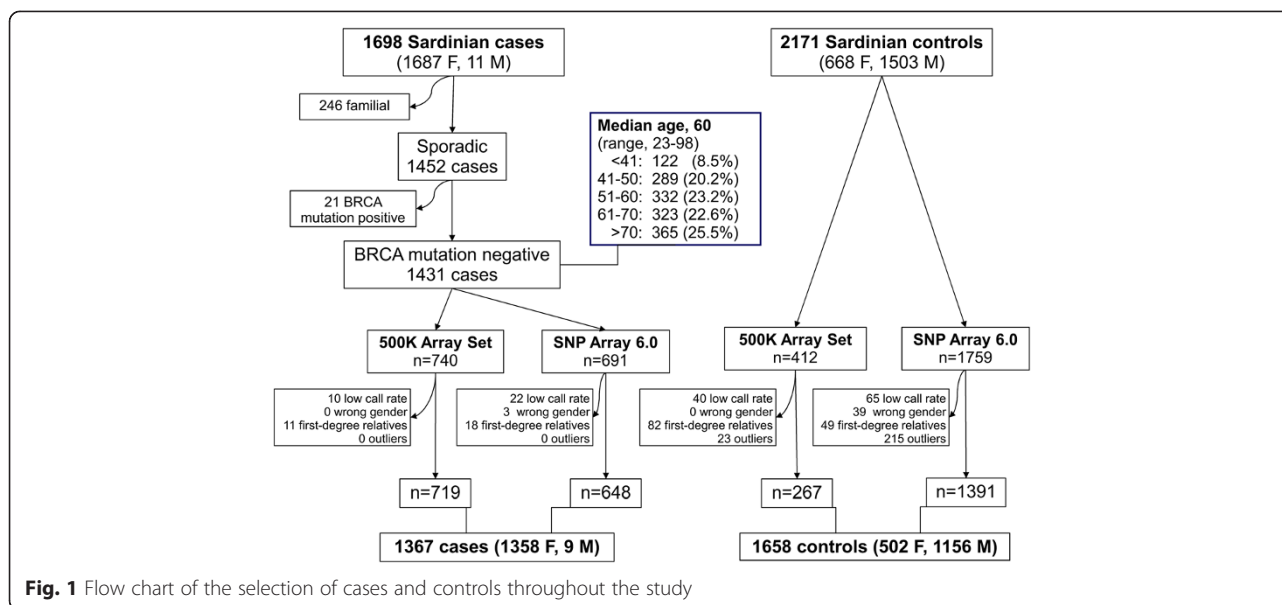 1698 Sardinian cases
(1687 F, 11 M)
2171 Sardinian controls
(668 F, 1503 M)
246 familial
Sporadic
1452 cases
21 BRCA
mutation positive
Median age, 60
(range, 23-98)
<41: 122 (8.5%)
41-50: 289 (20.2%)
51-60: 332 (23.2%)
61-70: 323 (22.6%)
>70: 365 (25.5%)
BRCA mutation negative
1431 cases
500K Array Set
n=740
SNP Array 6.0
n=691
500K Array Set
n=412
SNP Array 6.0
n=1759
10 low call rate
0 wrong gender
11 first-degree relatives
0 outliers
22 low call rate
3 wrong gender
18 first-degree relatives
0 outliers
40 low call rate
0 wrong gender
82 first-degree relatives
23 outliers
65 low call rate
39 wrong gender
49 first-degree relatives
215 outliers
n=719
n=648
n=267
n=1391
1367 cases (1358 F, 9 M)
1658 controls (502 F, 1156 M)
Fig. 1 Flow chart of the selection of cases and controls throughout the study